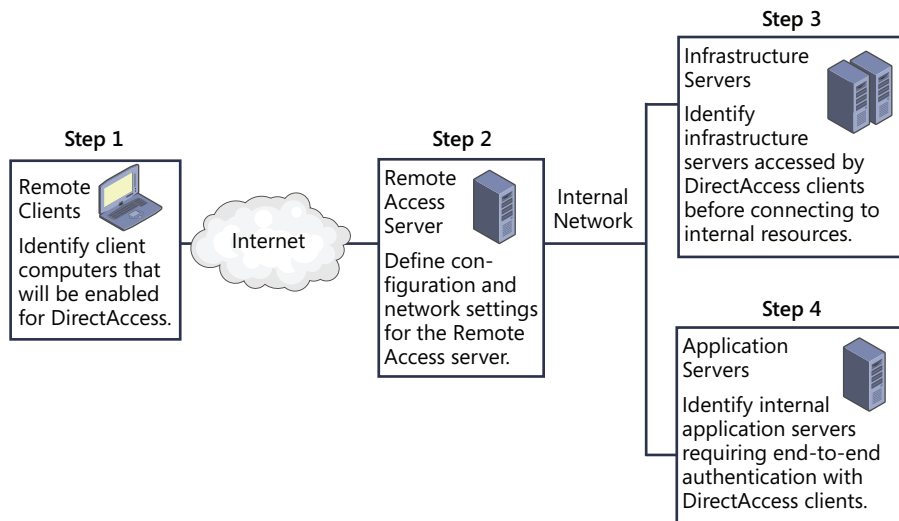 Step 1
Remote
Clients
Identify client
computers that
will be enabled
for DirectAccess.
Internet
Step 2
Remote
Access
Server
Define con-
figuration and
network settings
for the Remote
Access server.
Internal
Network
Step 3
Infrastructure
Servers
Identify
infrastructure
servers accessed by
DirectAccess clients
before connecting to
internal resources.
Step 4
Application
Servers
Identify internal
application servers
requiring end-to-end
authentication with
DirectAccess clients.